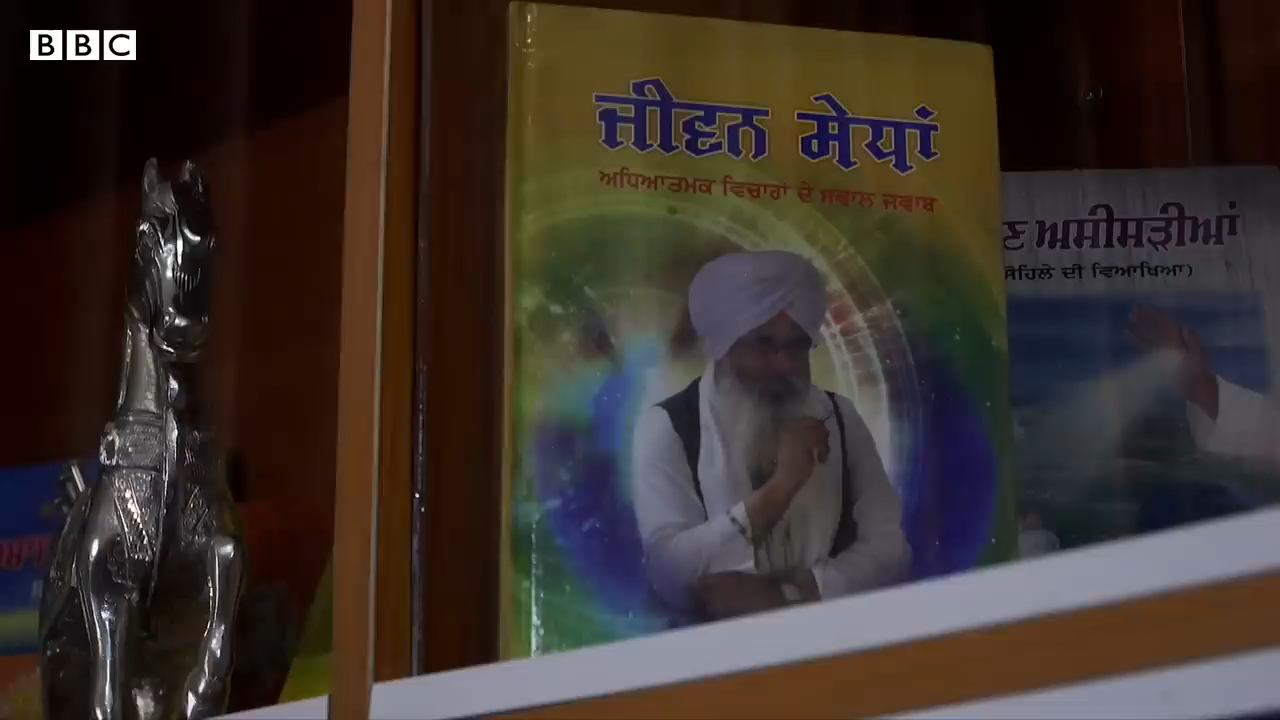 BBC
ਜੀਵਨ ਸੇਧਾਂ
ਅਧਿਆਤਮਕ ਵਿਚਾਰਾਂ ਦੇ ਸਵਾਲ ਜਵਾਬ
ਅਸੀਸੜੀਆਂ
ਸੋਹਿਲੇ ਦੀ ਵਿਆਖਿਆ)